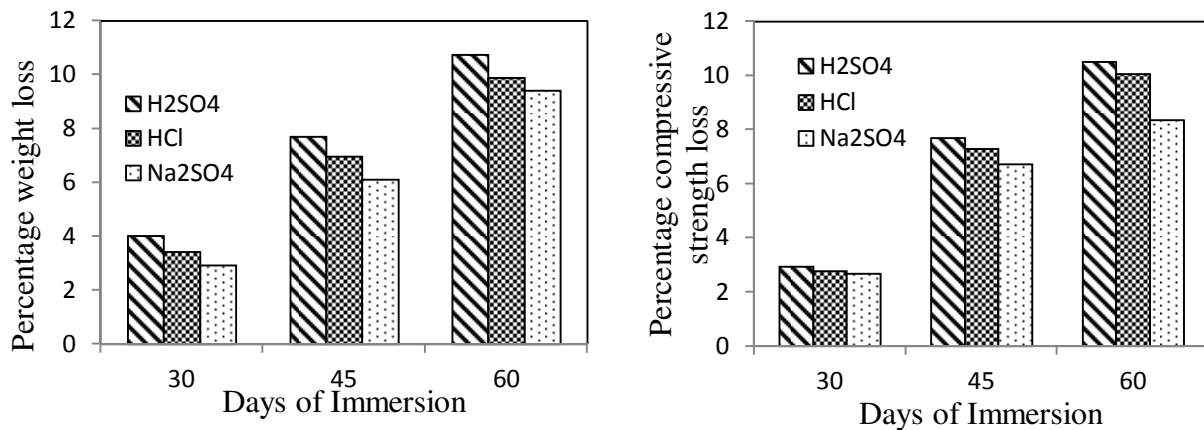 Percentage weight loss
12
10
8
6
4
2
0
H2SO4
HCl
Na2SO4
30 45 60
Days of Immersion
Percentage compressive
strength loss
12
10
8
6
4
2
0
H2SO4
HCl
Na2SO4
30 45 60
Days of Immersion